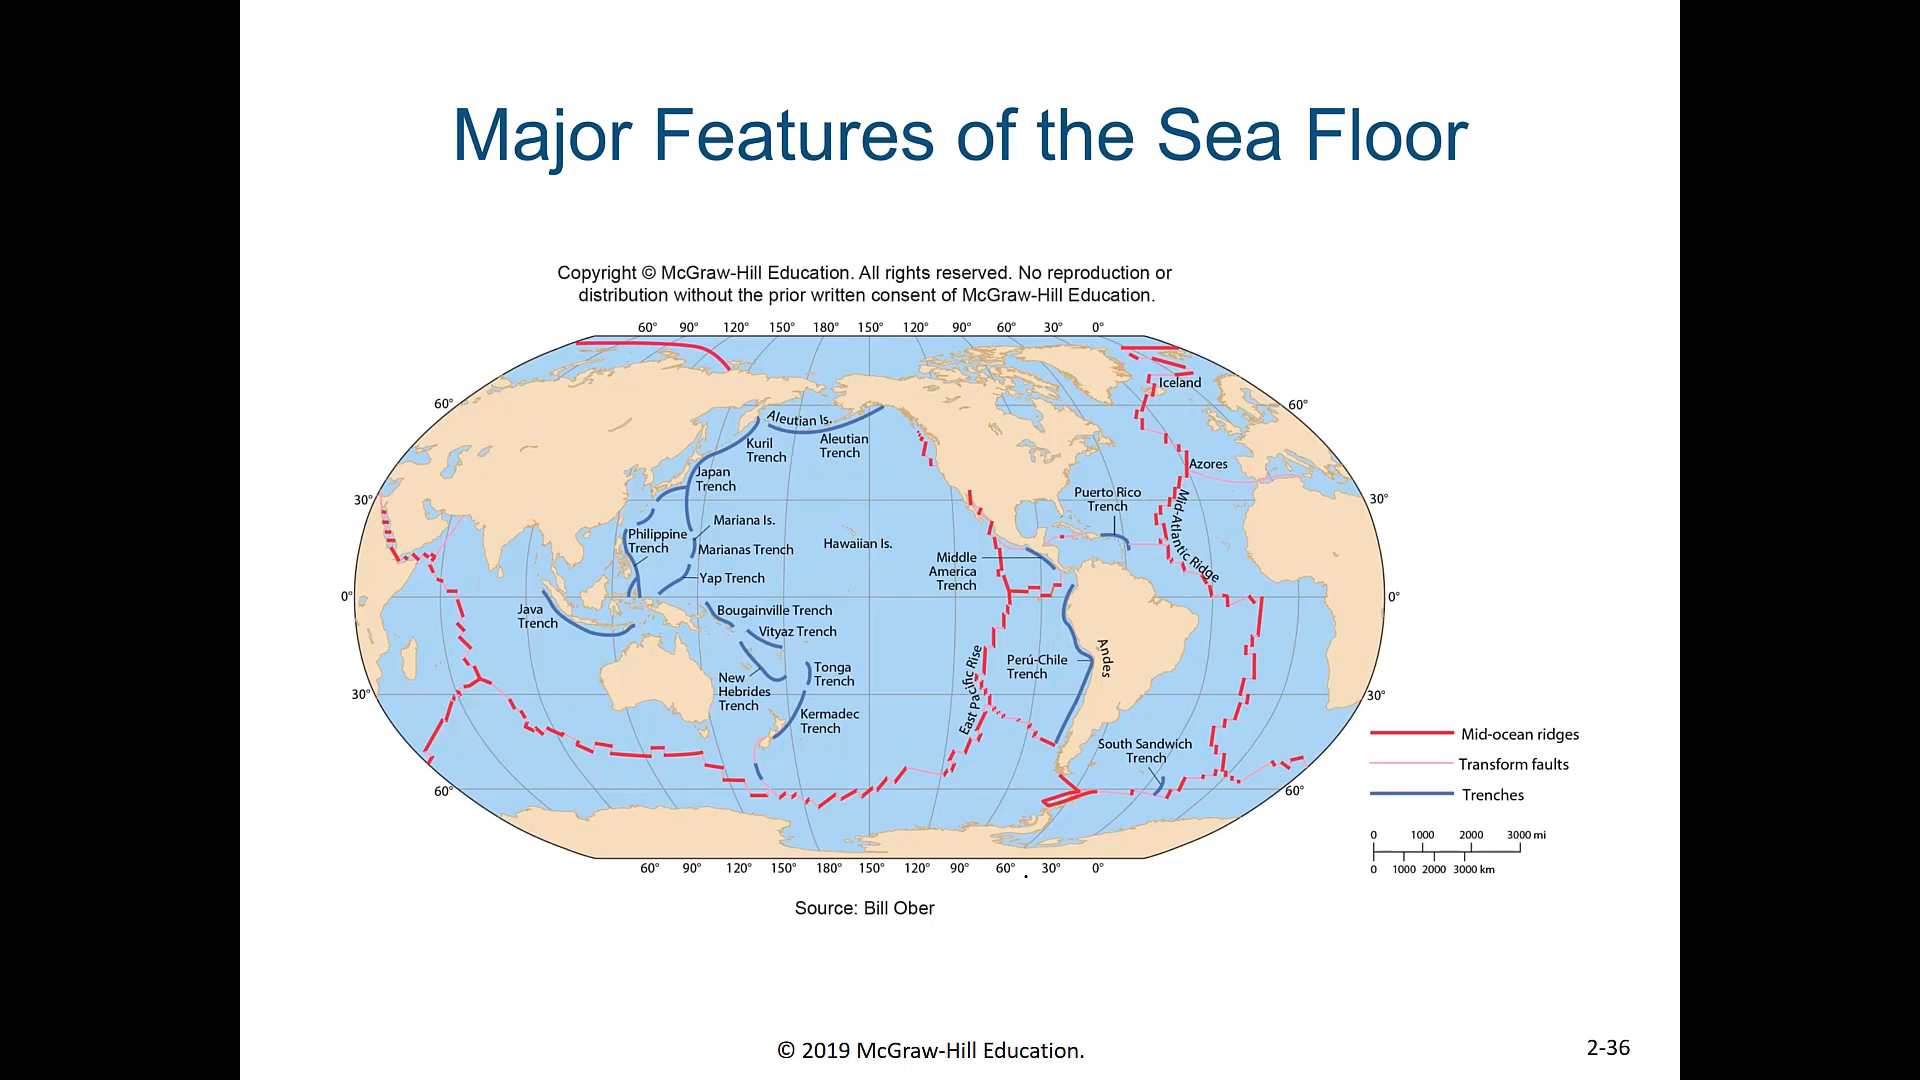 Major Features of the Sea Floor
Copyright © McGraw-Hill Education. All rights reserved. No reproduction or
distribution without the prior written consent of McGraw-Hill Education.
60° 90° 120° 150° 180° 150° 120° 90° 60° 30° 0°
Iceland
60°
60°
Aleutian Is.
Kuril
Trench
Aleutian
Trench
Azores
Japan
Trench
Puerto Rico
Trench
30°
30°
Mid-Atlantic Ridge
Mariana Is.
Philippine
Trench
Marianas Trench
Hawaiian Is.
Middle
America
Trench
Yap Trench
0°
0°
Java
Trench
Bougainville Trench
Vityaz Trench
Andes
Perú-Chile
Trench
Tonga
Trench
New
Hebrides
Trench
East Pacific Rise
30°
30°
Kermadec
Trench
South Sandwich
Trench
60°
60°
60° 90° 120° 150° 180° 150° 120° 90° 60° 30° 0°
Mid-ocean ridges
Transform faults
Trenches
0 1000 2000 3000 mi
0 1000 2000 3000 km
Source: Bill Ober
© 2019 McGraw-Hill Education.
2-36